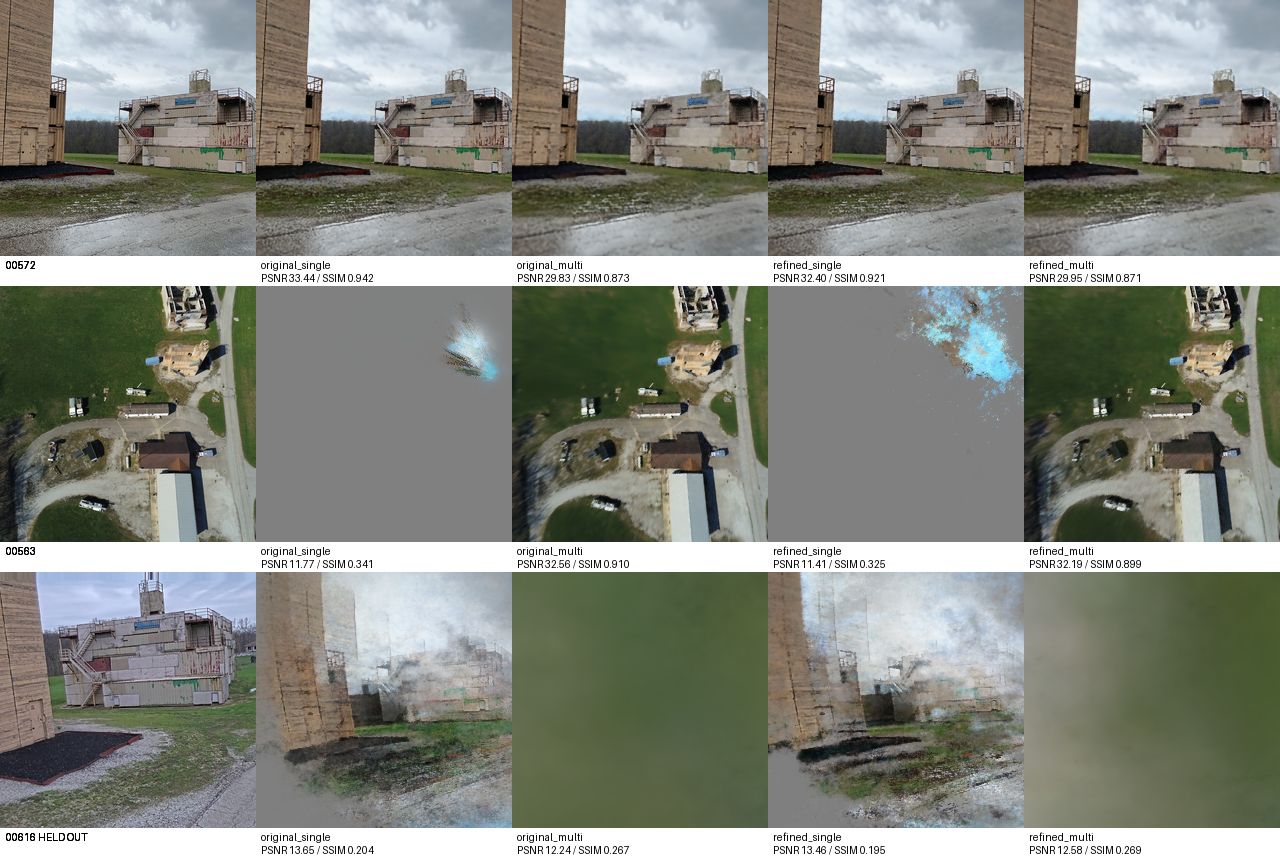 00572
original_single
PSNR 33.44 / SSIM 0.942
original_multi
PSNR 29.83 / SSIM 0.873
refined_single
PSNR 32.40 / SSIM 0.921
refined_multi
PSNR 29.95 / SSIM 0.871
00563
original_single
PSNR 11.77 / SSIM 0.341
original_multi
PSNR 32.56 / SSIM 0.910
refined_single
PSNR 11.41 / SSIM 0.325
refined_multi
PSNR 32.19 / SSIM 0.899
00616 HELDOUT
original_single
PSNR 13.65 / SSIM 0.204
original_multi
PSNR 12.24 / SSIM 0.267
refined_single
PSNR 13.46 / SSIM 0.195
refined_multi
PSNR 12.58 / SSIM 0.269